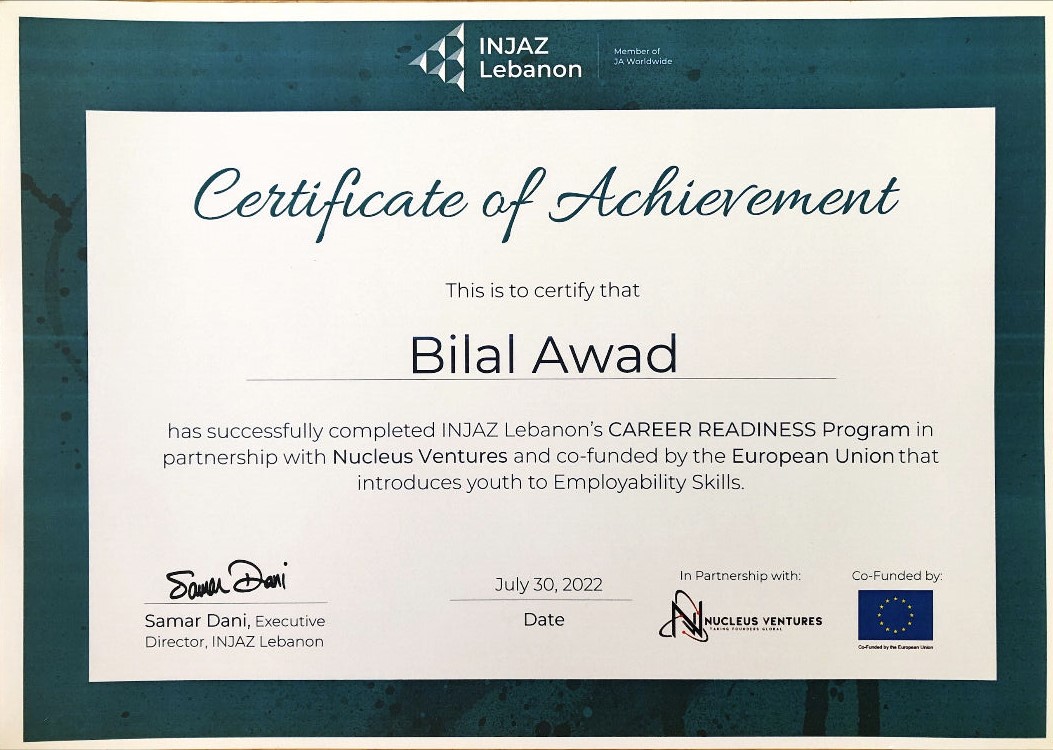 INJAZ
Lebanon
Member of
JA Worldwide
Certificate of Achievement
This is to certify that
Bilal Awad
has successfully completed INJAZ Lebanon's CAREER READINESS Program in
partnership with Nucleus Ventures and co-funded by the European Union that
introduces youth to Employability Skills.
Samar Dani
Samar Dani, Executive
Director, INJAZ Lebanon
July 30, 2022
Date
In Partnership with:
NUCLEUS VENTURES
TAKING FOUNDERS GLOBAL
Co-Funded by:
Co-Funded by the European Union